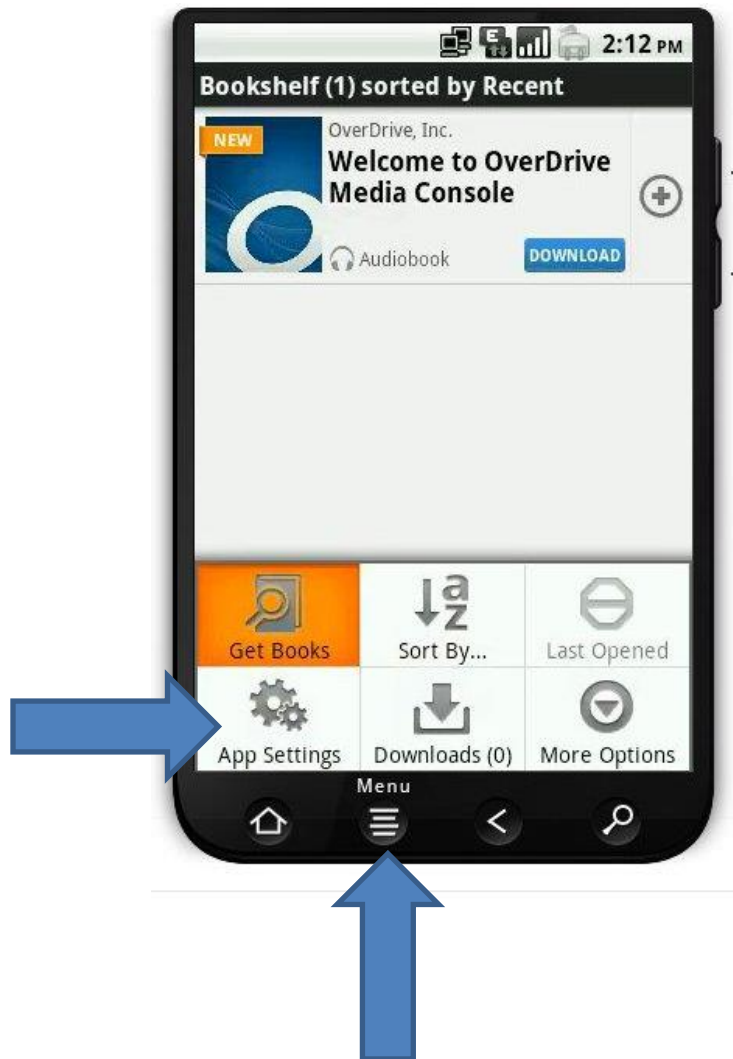 E
2:12 PM
Bookshelf (1) sorted by Recent
NEW
OverDrive, Inc.
Welcome to OverDrive
Media Console
Audiobook
DOWNLOAD
Get Books
Sort By...
Last Opened
App Settings
Downloads (0)
More Options
Menu